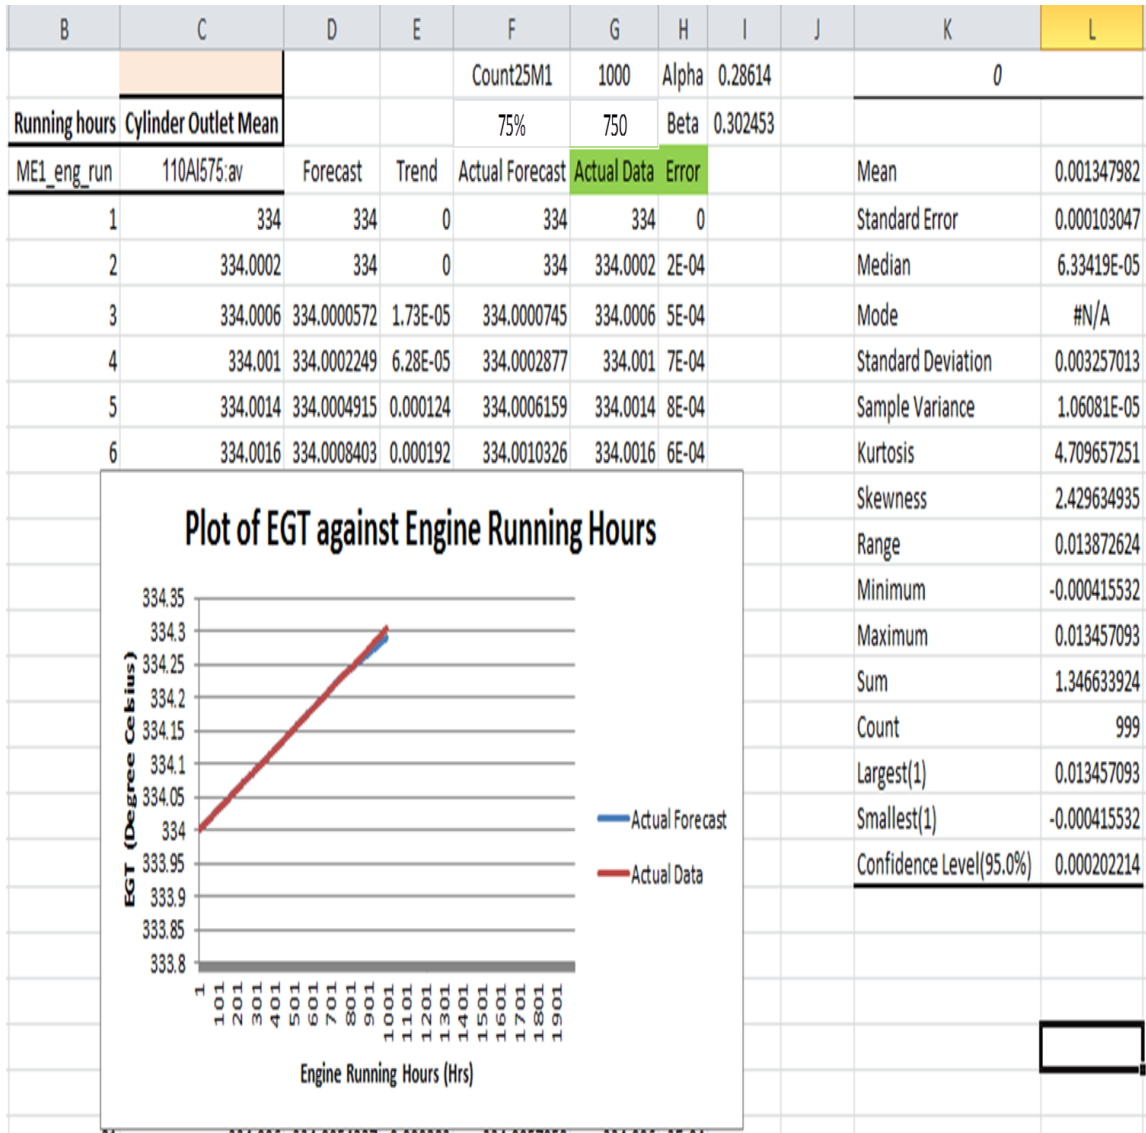 B C D E F G H I J K L
Count25M1 1000 Alpha 0.28614 0
Running hours Cylinder Outlet Mean 75% 750 Beta 0.302453
ME1_eng_run 110AI575:av Forecast Trend Actual Forecast Actual Data Error Mean 0.001347982
1 334 334 0 334 334 0 Standard Error 0.000103047
2 334.0002 334 0 334 334.0002 2E-04 Median 6.33419E-05
3 334.0006 334.0000572 1.73E-05 334.0000745 334.0006 5E-04 Mode #N/A
4 334.001 334.0002249 6.28E-05 334.0002877 334.001 7E-04 Standard Deviation 0.003257013
5 334.0014 334.0004915 0.000124 334.0006159 334.0014 8E-04 Sample Variance 1.06081E-05
6 334.0016 334.0008403 0.000192 334.0010326 334.0016 6E-04 Kurtosis 4.709657251
Skewness 2.429634935
Range 0.013872624
Minimum -0.000415532
Maximum 0.013457093
Sum 1.346633924
Count 999
Largest(1) 0.013457093
Smallest(1) -0.000415532
Confidence Level(95.0%) 0.000202214
Plot of EGT against Engine Running Hours
EGT (Degree Celsius)
334.35
334.3
334.25
334.2
334.15
334.1
334.05
334
333.95
333.9
333.85
333.8
Actual Forecast
Actual Data
1 101 201 301 401 501 601 701 801 901 1001 1101 1201 1301 1401 1501 1601 1701 1801 1901
Engine Running Hours (Hrs)